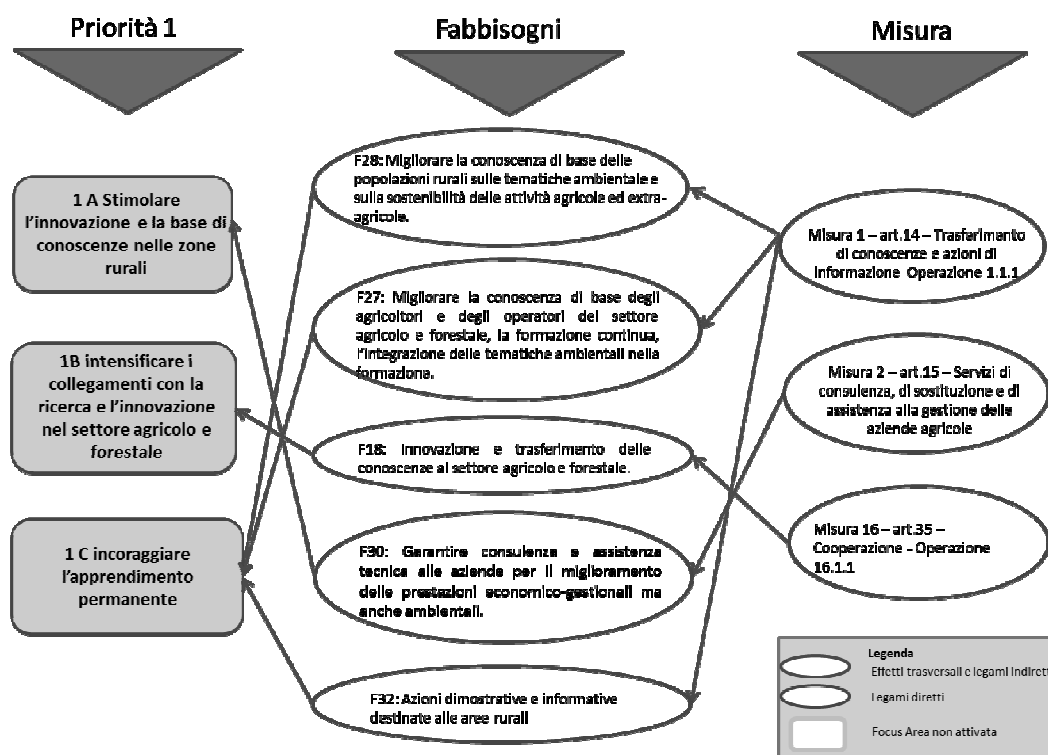 Priorità 1
Fabbisogni
Misura
1 A Stimolare
l'innovazione e la base
di conoscenze nelle zone
rurali
1B intensificare i
collegamenti con la
ricerca e l'innovazione
nel settore agricolo e
forestale
1 C incoraggiare
l'apprendimento
permanente
F28: Migliorare la conoscenza di base delle
popolazioni rurali sulle tematiche ambientale e
sulla sostenibilità delle attività agricole ed extra-
agricole.
F27: Migliorare la conoscenza di base degli
agricoltori e degli operatori del settore
agricolo e forestale, la formazione continua,
l'integrazione delle tematiche ambientali nella
formazione.
F18: Innovazione e trasferimento delle
conoscenze al settore agricolo e forestale.
F30: Garantire consulenza e assistenza
tecnica alle aziende per il miglioramento
delle prestazioni economico-gestionali ma
anche ambientali.
F32: Azioni dimostrative e informative
destinate alle aree rurali
Misura 1 – art.14 – Trasferimento
di conoscenze e azioni di
informazione Operazione 1.1.1
Misura 2 – art.15 – Servizi di
consulenza, di sostituzione e di
assistenza alla gestione delle
aziende agricole
Misura 16 – art.35 –
Cooperazione - Operazione
16.1.1
Legenda
Effetti trasversali e legami indirett
Legami diretti
Focus Area non attivata